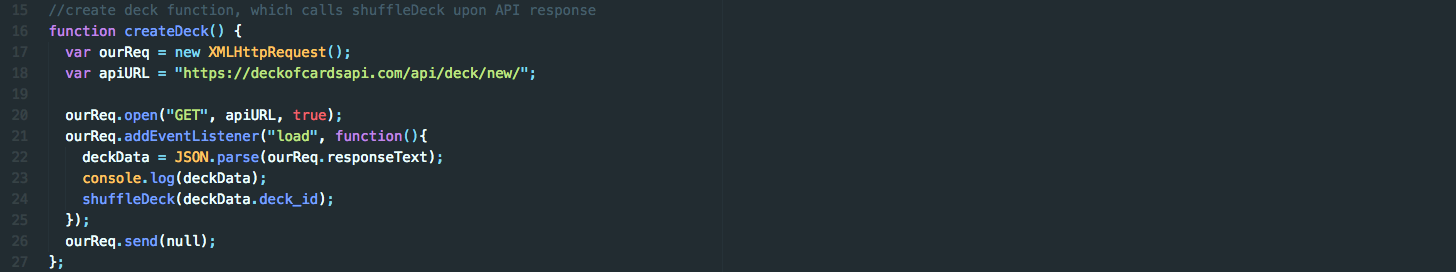 15 //create deck function, which calls shuffleDeck upon API response
16 function createDeck() {
17   var ourReq = new XMLHttpRequest();
18   var apiURL = "https://deckofcardsapi.com/api/deck/new/";
19
20   ourReq.open("GET", apiURL, true);
21   ourReq.addEventListener("load", function(){
22     deckData = JSON.parse(ourReq.responseText);
23     console.log(deckData);
24     shuffleDeck(deckData.deck_id);
25   });
26   ourReq.send(null);
27 };